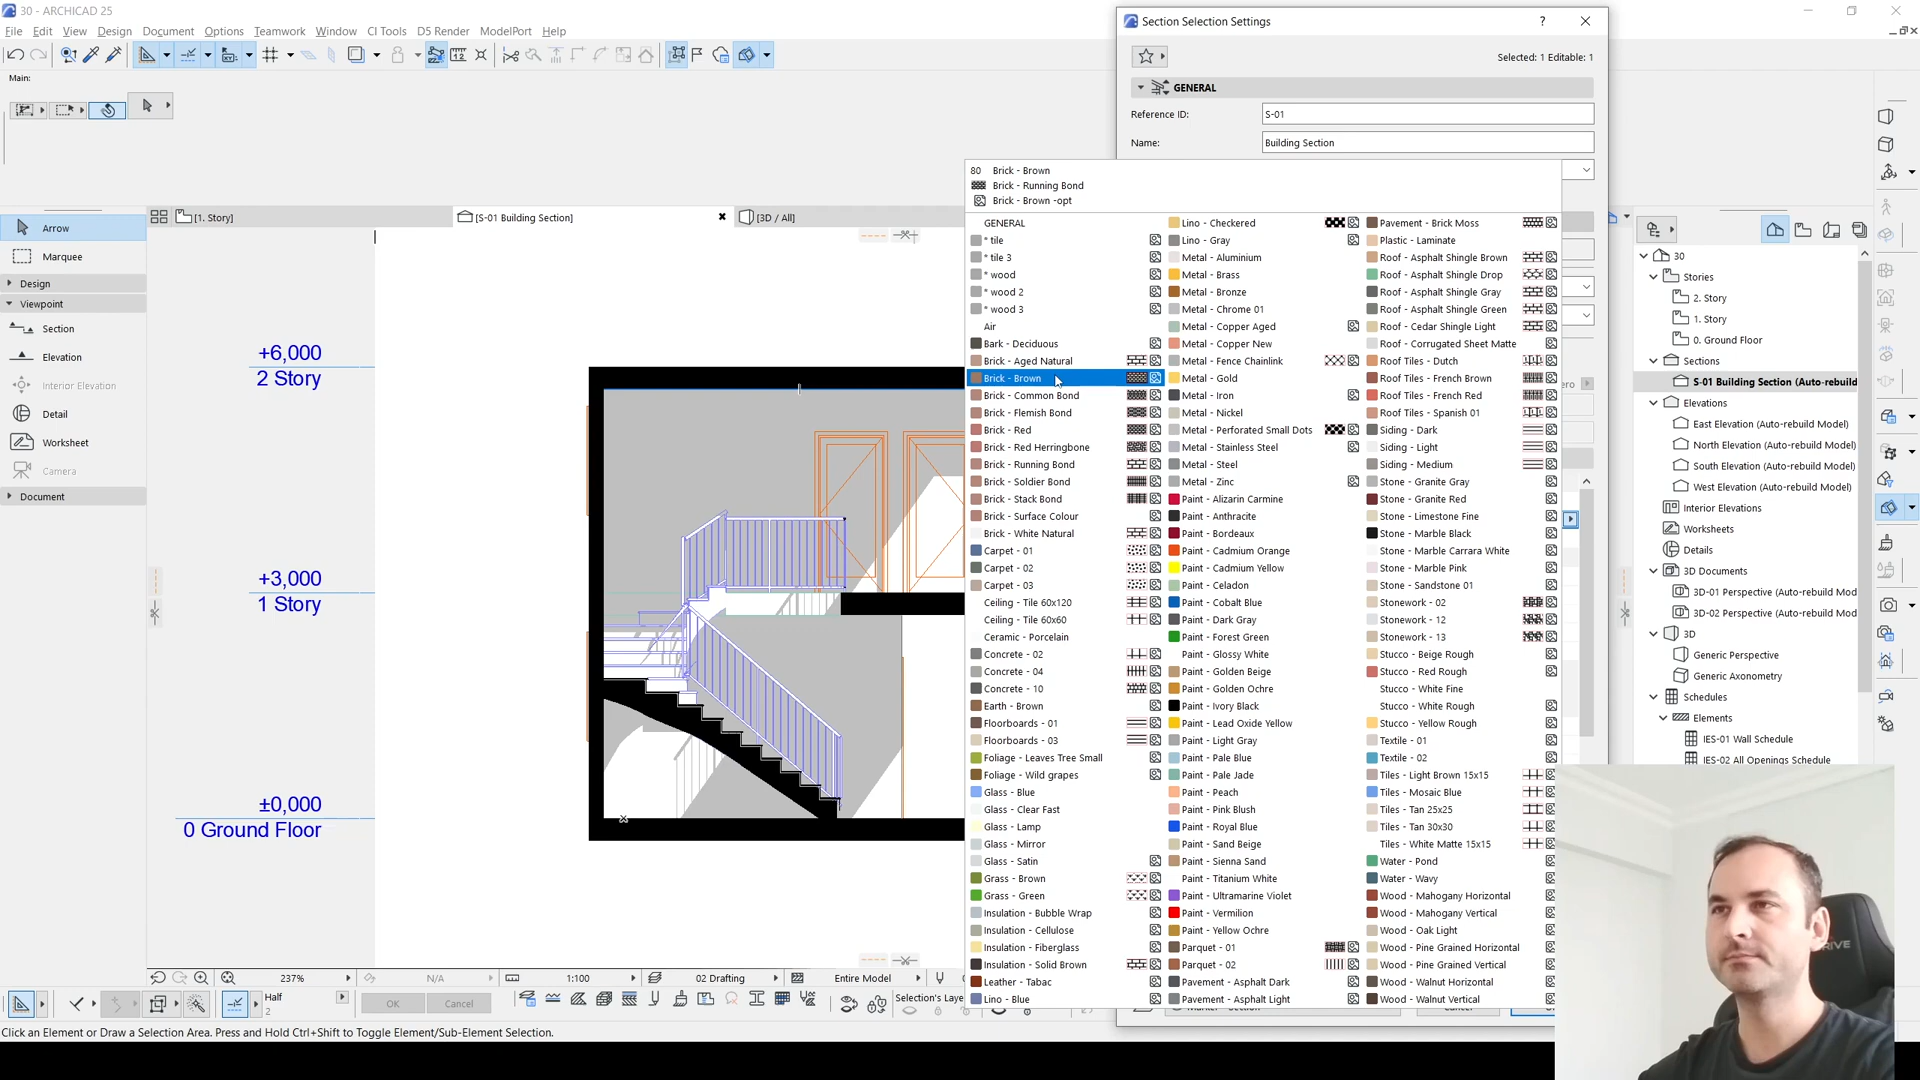 30 - ARCHICAD 25
File Edit View Design Document Options Teamwork Window CI Tools D5 Render ModelPort Help
Main:
Section Selection Settings
Selected: 1 Editable: 1
GENERAL
Reference ID: S-01
Name: Building Section
80 Brick - Brown
Brick - Running Bond
Brick - Brown -opt
[1. Story]
[S-01 Building Section]
[3D / All]
Arrow
Marquee
Design
Viewpoint
Section
Elevation
Interior Elevation
Detail
Worksheet
Camera
Document
+6,000
2 Story
+3,000
1 Story
±0,000
0 Ground Floor
GENERAL
* tile
* tile 3
* wood
* wood 2
* wood 3
Air
Bark - Deciduous
Brick - Aged Natural
Brick - Brown
Brick - Common Bond
Brick - Flemish Bond
Brick - Red
Brick - Red Herringbone
Brick - Running Bond
Brick - Soldier Bond
Brick - Stack Bond
Brick - Surface Colour
Brick - White Natural
Carpet - 01
Carpet - 02
Carpet - 03
Ceiling - Tile 60x120
Ceiling - Tile 60x60
Ceramic - Porcelain
Concrete - 02
Concrete - 04
Concrete - 10
Earth - Brown
Floorboards - 01
Floorboards - 03
Foliage - Leaves Tree Small
Foliage - Wild grapes
Glass - Blue
Glass - Clear Fast
Glass - Lamp
Glass - Mirror
Glass - Satin
Grass - Brown
Grass - Green
Insulation - Bubble Wrap
Insulation - Cellulose
Insulation - Fiberglass
Insulation - Solid Brown
Leather - Tabac
Lino - Blue
Lino - Checkered
Lino - Gray
Metal - Aluminium
Metal - Brass
Metal - Bronze
Metal - Chrome 01
Metal - Copper Aged
Metal - Copper New
Metal - Fence Chainlink
Metal - Gold
Metal - Iron
Metal - Nickel
Metal - Perforated Small Dots
Metal - Stainless Steel
Metal - Steel
Metal - Zinc
Paint - Alizarin Carmine
Paint - Anthracite
Paint - Bordeaux
Paint - Cadmium Orange
Paint - Cadmium Yellow
Paint - Celadon
Paint - Cobalt Blue
Paint - Dark Gray
Paint - Forest Green
Paint - Glossy White
Paint - Golden Beige
Paint - Golden Ochre
Paint - Ivory Black
Paint - Lead Oxide Yellow
Paint - Light Gray
Paint - Pale Blue
Paint - Pale Jade
Paint - Peach
Paint - Pink Blush
Paint - Royal Blue
Paint - Sand Beige
Paint - Sienna Sand
Paint - Titanium White
Paint - Ultramarine Violet
Paint - Vermilion
Paint - Yellow Ochre
Parquet - 01
Parquet - 02
Pavement - Asphalt Dark
Pavement - Asphalt Light
Pavement - Brick Moss
Plastic - Laminate
Roof - Asphalt Shingle Brown
Roof - Asphalt Shingle Drop
Roof - Asphalt Shingle Gray
Roof - Asphalt Shingle Green
Roof - Cedar Shingle Light
Roof - Corrugated Sheet Matte
Roof Tiles - Dutch
Roof Tiles - French Brown
Roof Tiles - French Red
Roof Tiles - Spanish 01
Siding - Dark
Siding - Light
Siding - Medium
Stone - Granite Gray
Stone - Granite Red
Stone - Limestone Fine
Stone - Marble Black
Stone - Marble Carrara White
Stone - Marble Pink
Stone - Sandstone 01
Stonework - 02
Stonework - 12
Stonework - 13
Stucco - Beige Rough
Stucco - Red Rough
Stucco - White Fine
Stucco - White Rough
Stucco - Yellow Rough
Textile - 01
Textile - 02
Tiles - Light Brown 15x15
Tiles - Mosaic Blue
Tiles - Tan 25x25
Tiles - Tan 30x30
Tiles - White Matte 15x15
Water - Pond
Water - Wavy
Wood - Mahogany Horizontal
Wood - Mahogany Vertical
Wood - Oak Light
Wood - Pine Grained Horizontal
Wood - Pine Grained Vertical
Wood - Walnut Horizontal
Wood - Walnut Vertical
30
Stories
2. Story
1. Story
0. Ground Floor
Sections
S-01 Building Section (Auto-rebuild
Elevations
East Elevation (Auto-rebuild Model)
North Elevation (Auto-rebuild Model)
South Elevation (Auto-rebuild Model)
West Elevation (Auto-rebuild Model)
Interior Elevations
Worksheets
Details
3D Documents
3D-01 Perspective (Auto-rebuild Mod
3D-02 Perspective (Auto-rebuild Mod
3D
Generic Perspective
Generic Axonometry
Schedules
Elements
IES-01 Wall Schedule
IES-02 All Openings Schedule
237% N/A 1:100 02 Drafting Entire Model
Half
2
OK Cancel
Selection's Laye
Click an Element or Draw a Selection Area. Press and Hold Ctrl+Shift to Toggle Element/Sub-Element Selection.